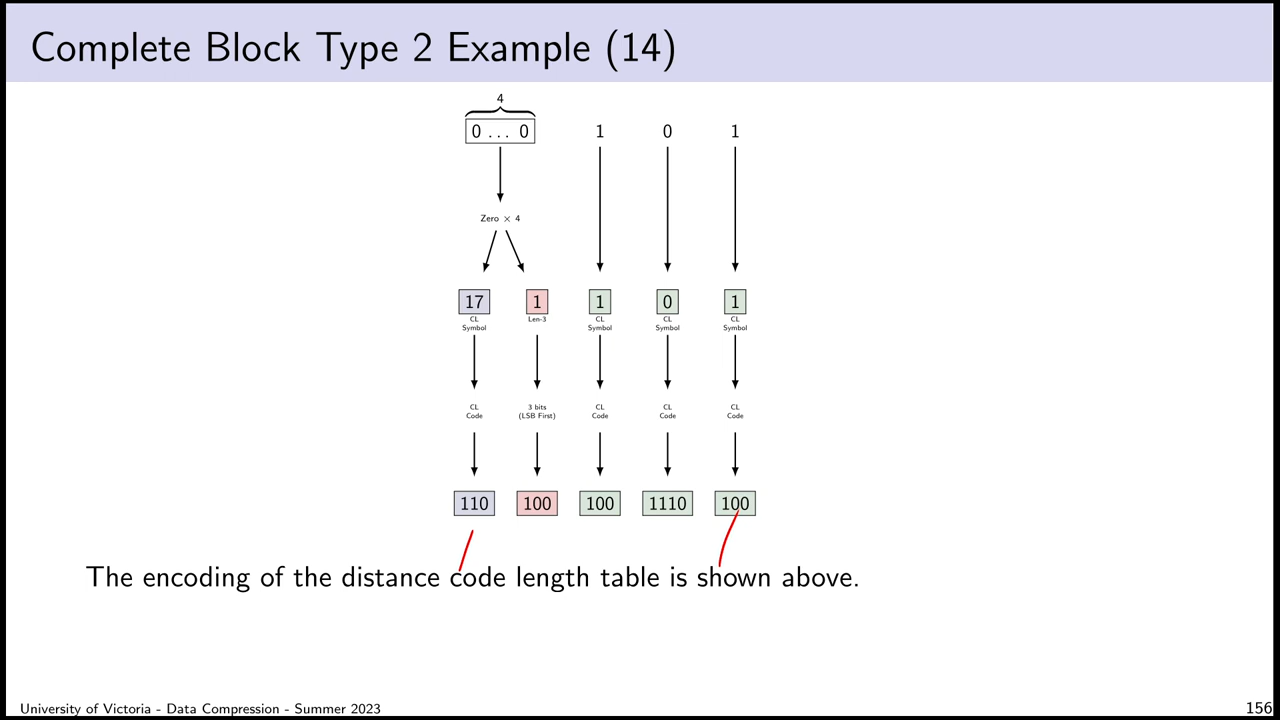 Complete Block Type 2 Example (14)
4
0 ... 0 1 0 1
Zero × 4
17 1 1 0 1
CL Symbol Len-3 CL Symbol CL Symbol CL Symbol
CL Code 3 bits (LSB First) CL Code CL Code CL Code
110 100 100 1110 100
The encoding of the distance code length table is shown above.
University of Victoria - Data Compression - Summer 2023 156